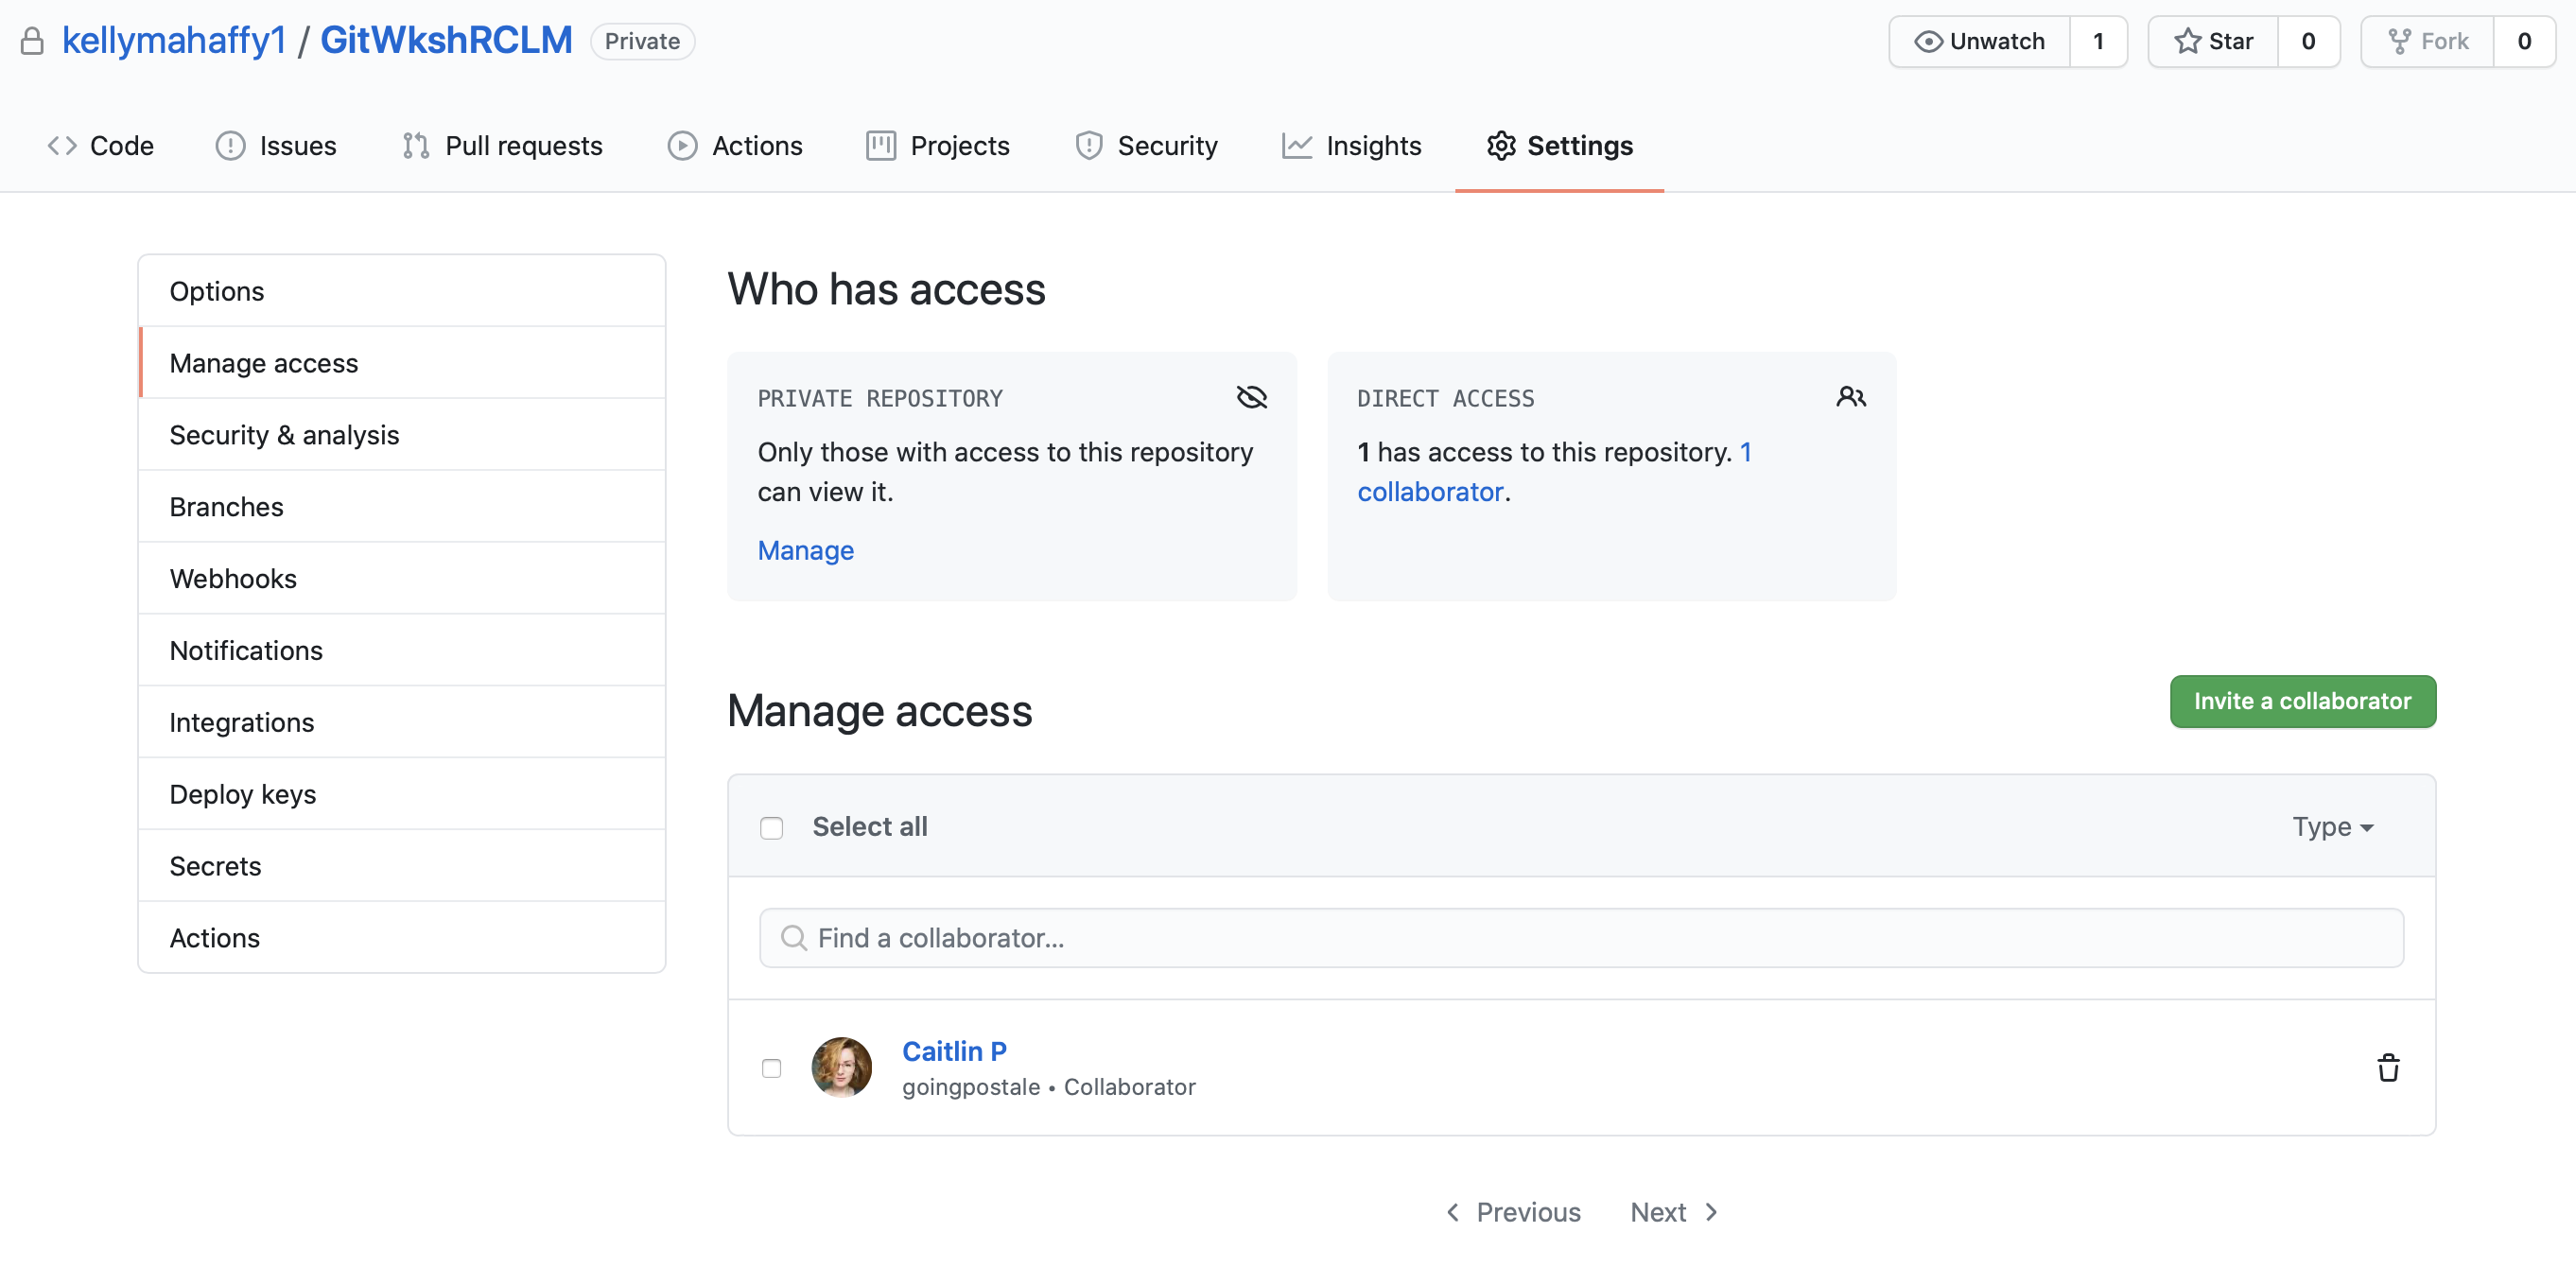 kellymahaffy1 / GitWkshRCLM Private
Unwatch 1 Star 0 Fork 0
Code Issues Pull requests Actions Projects Security Insights Settings
Options
Manage access
Security & analysis
Branches
Webhooks
Notifications
Integrations
Deploy keys
Secrets
Actions
Who has access
PRIVATE REPOSITORY
Only those with access to this repository
can view it.
Manage
DIRECT ACCESS
1 has access to this repository. 1
collaborator.
Manage access
Invite a collaborator
Select all
Type
Find a collaborator...
Caitlin P
goingpostale • Collaborator
Previous Next